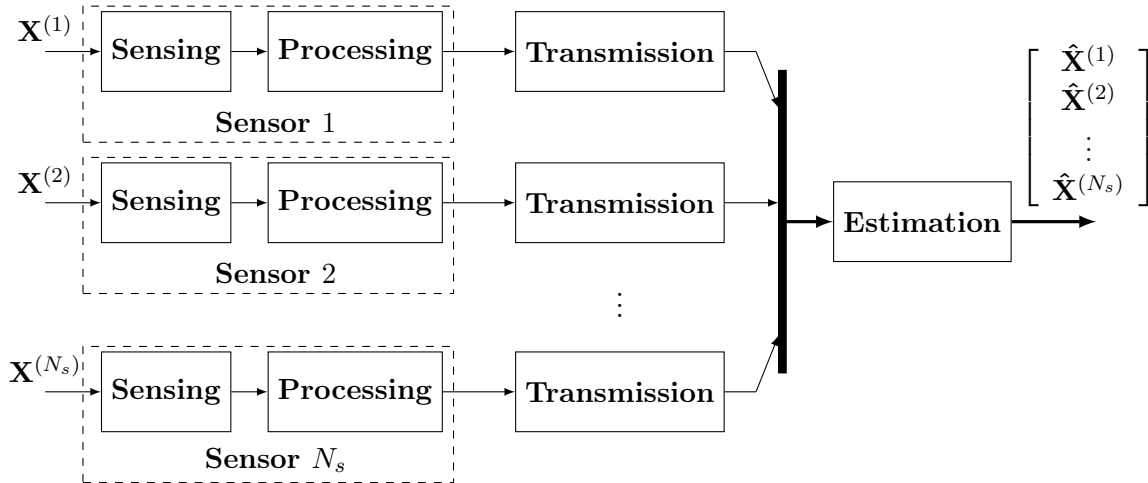 𝐗⁽¹⁾
Sensing
Processing
Transmission
Sensor 1
𝐗⁽²⁾
Sensing
Processing
Transmission
Sensor 2
⋮
𝐗^(N_s)
Sensing
Processing
Transmission
Sensor N_s
Estimation
𝐗̂⁽¹⁾
𝐗̂⁽²⁾
⋮
𝐗̂^(N_s)